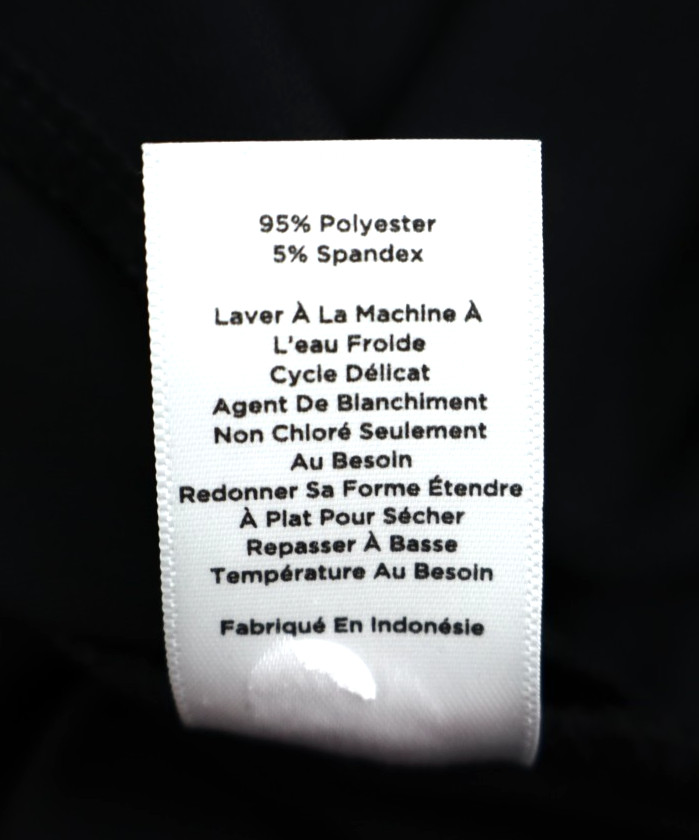 95% Polyester
5% Spandex
Laver À La Machine À
L'eau Froide
Cycle Délicat
Agent De Blanchiment
Non Chloré Seulement
Au Besoin
Redonner Sa Forme Étendre
À Plat Pour Sécher
Repasser À Basse
Température Au Besoin
Fabriqué En Indonésie